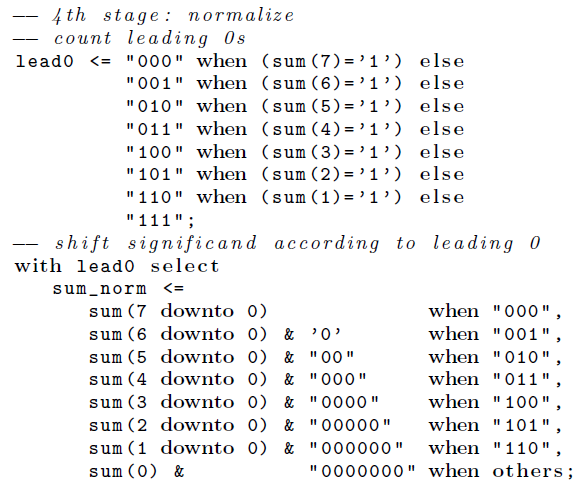 -- 4th stage: normalize
-- count leading 0s
lead0 <= "000" when (sum(7)='1') else
"001" when (sum(6)='1') else
"010" when (sum(5)='1') else
"011" when (sum(4)='1') else
"100" when (sum(3)='1') else
"101" when (sum(2)='1') else
"110" when (sum(1)='1') else
"111";
-- shift significand according to leading 0
with lead0 select
sum_norm <=
sum(7 downto 0) when "000",
sum(6 downto 0) & '0' when "001",
sum(5 downto 0) & "00" when "010",
sum(4 downto 0) & "000" when "011",
sum(3 downto 0) & "0000" when "100",
sum(2 downto 0) & "00000" when "101",
sum(1 downto 0) & "000000" when "110",
sum(0) & "0000000" when others;